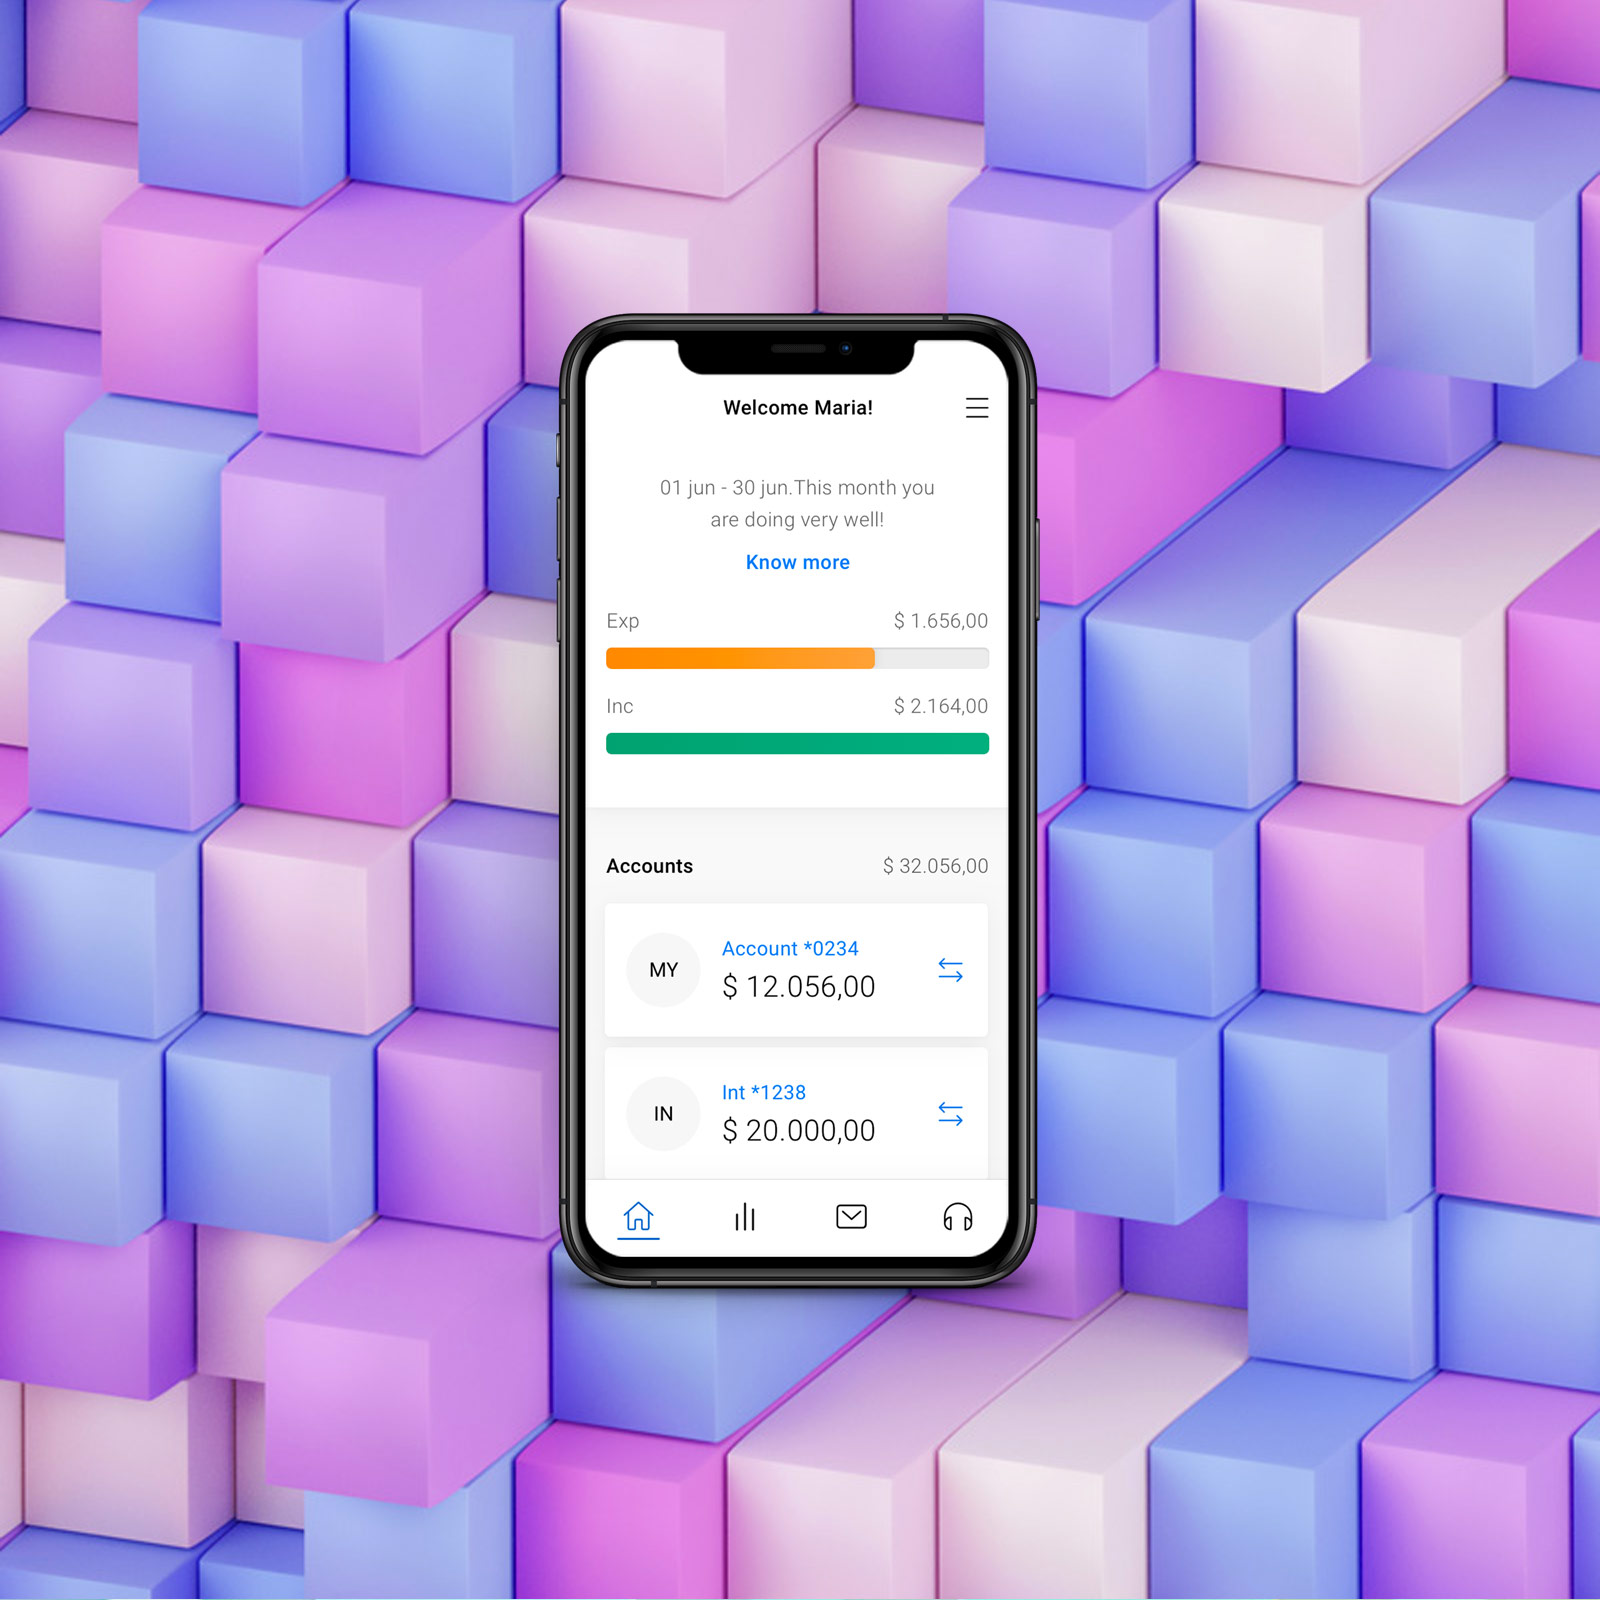 Welcome Maria!
01 jun - 30 jun.This month you
are doing very well!
Know more
Exp $ 1.656,00
Inc $ 2.164,00
Accounts $ 32.056,00
MY
Account *0234
$ 12.056,00
IN
Int *1238
$ 20.000,00